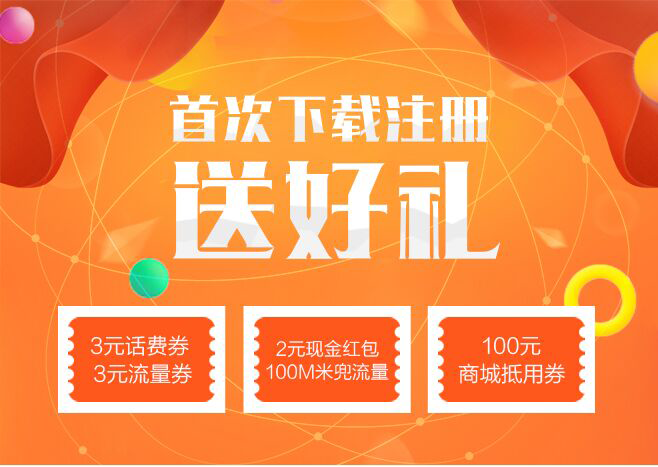 首次下载注册
送好礼
3元话费券
3元流量券
2元现金红包
100M米兜流量
100元
商城抵用券